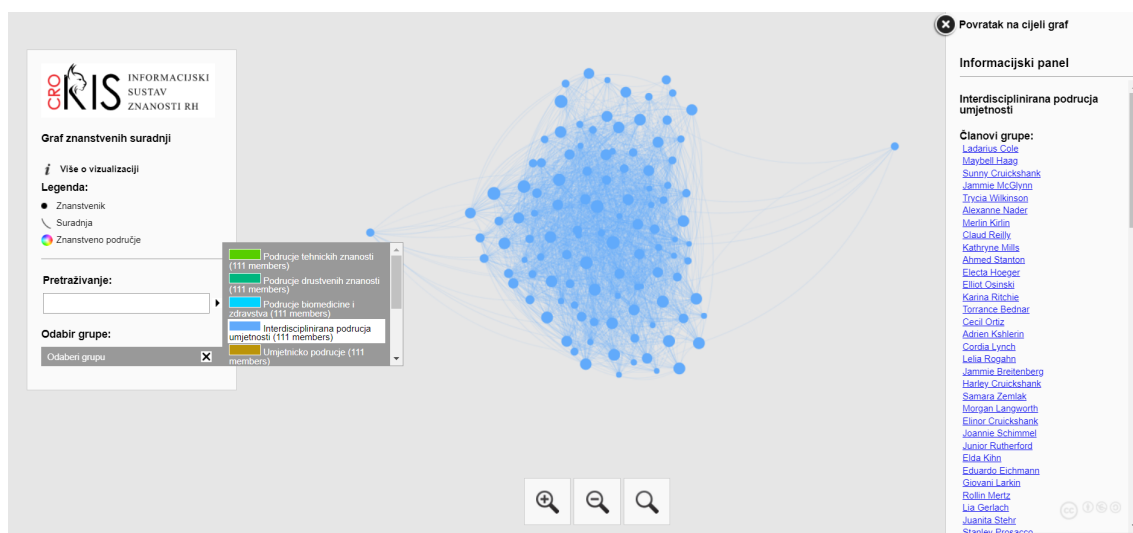 CRO
KIS
INFORMACIJSKI
SUSTAV
ZNANOSTI RH
Graf znanstvenih suradnji
i Više o vizualizaciji
Legenda:
Znanstvenik
Suradnja
Znanstveno područje
Pretraživanje:
Odabir grupe:
Odaberi grupu
Podrucje tehnickih znanosti
(111 members)
Podrucje drustvenih znanosti
(111 members)
Podrucje biomedicine i
zdravstva (111 members)
Interdisciplinirana podrucja
umjetnosti (111 members)
Umjetnicko podrucje (111
members)
Povratak na cijeli graf
Informacijski panel
Interdisciplinirana podrucja
umjetnosti
Članovi grupe:
Ladarius Cole
Maybell Haag
Sunny Cruickshank
Jammie McGlynn
Trycia Wilkinson
Alexanne Nader
Merlin Kirlin
Claud Reilly
Kathryne Mills
Ahmed Stanton
Electa Hoeger
Elliot Osinski
Karina Ritchie
Torrance Bednar
Cecil Ortiz
Adrien Kshlerin
Cordia Lynch
Lelia Rogahn
Jammie Breitenberg
Harley Cruickshank
Samara Zemlak
Morgan Langworth
Elinor Cruickshank
Joannie Schimmel
Junior Rutherford
Elda Kihn
Eduardo Eichmann
Giovani Larkin
Rollin Mertz
Lia Gerlach
Juanita Stehr
Stanley Prosacco
cc